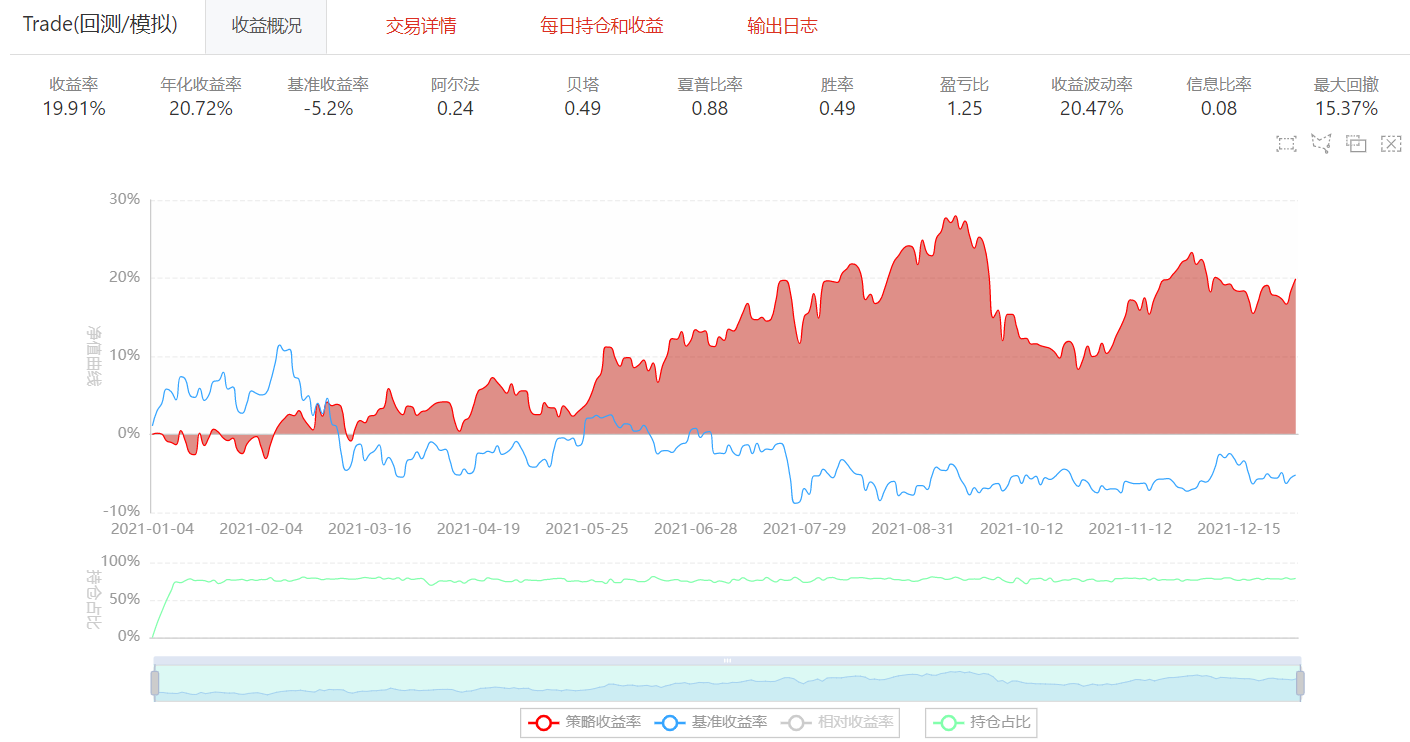 Trade(回测/模拟) 收益概况 交易详情 每日持仓和收益 输出日志
收益率 年化收益率 基准收益率 阿尔法 贝塔 夏普比率 胜率 盈亏比 收益波动率 信息比率 最大回撤
19.91% 20.72% -5.2% 0.24 0.49 0.88 0.49 1.25 20.47% 0.08 15.37%
30%
20%
净值曲线
10%
0%
-10%
2021-01-04 2021-02-04 2021-03-16 2021-04-19 2021-05-25 2021-06-28 2021-07-29 2021-08-31 2021-10-12 2021-11-12 2021-12-15
100%
持仓占比
50%
0%
策略收益率 基准收益率 相对收益率 持仓占比